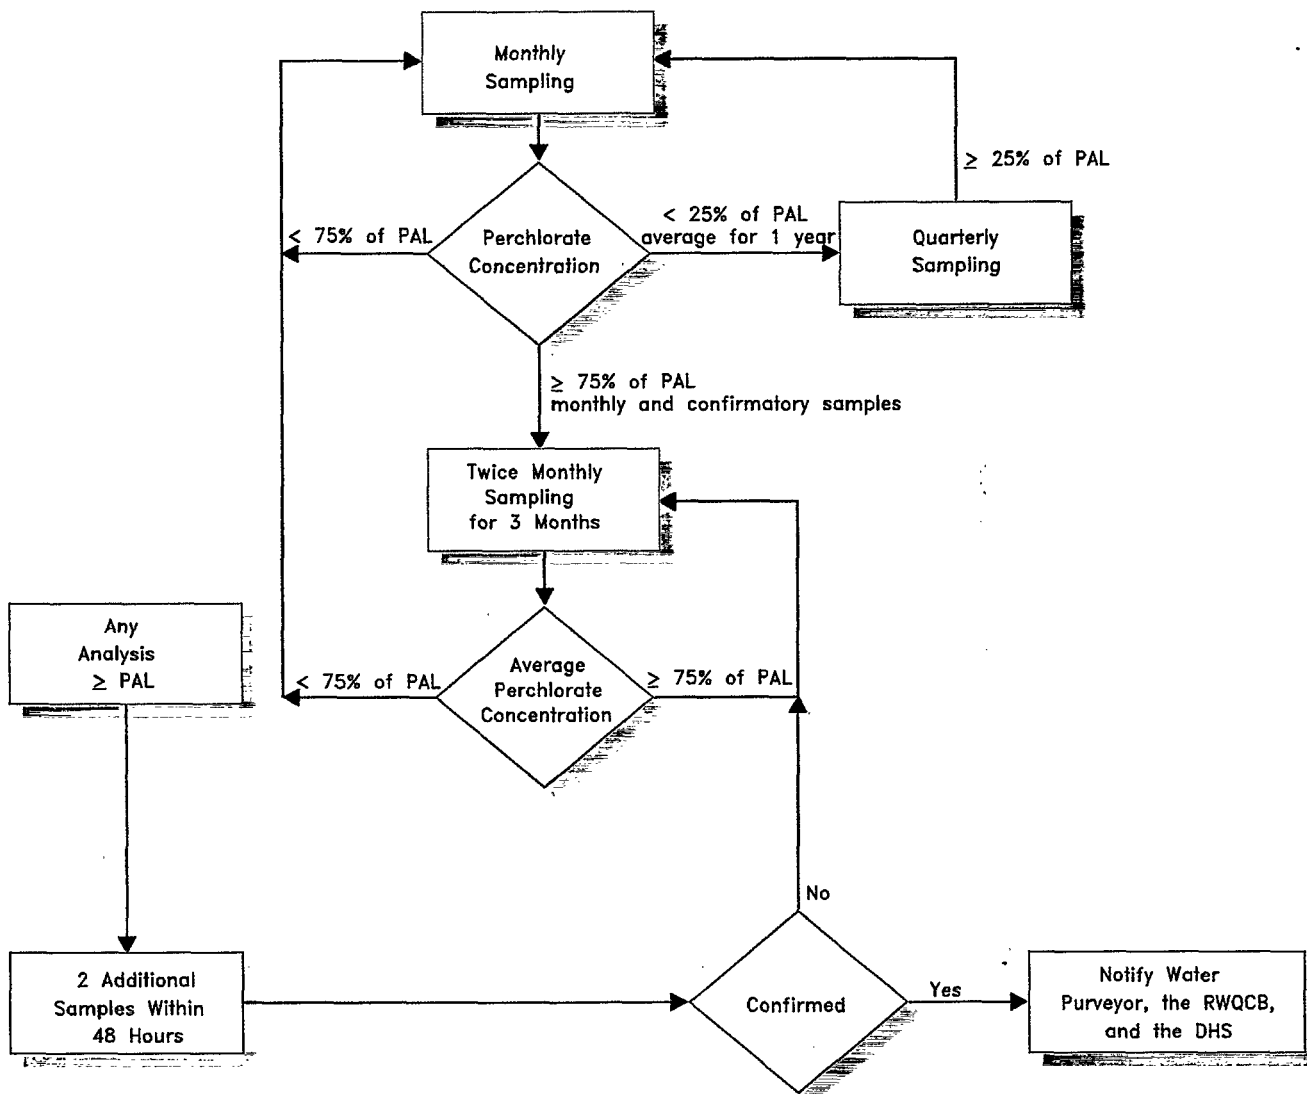 Monthly
Sampling
≥ 25% of PAL
< 75% of PAL
Perchlorate
Concentration
< 25% of PAL
average for 1 year
Quarterly
Sampling
≥ 75% of PAL
monthly and confirmatory samples
Twice Monthly
Sampling
for 3 Months
Any
Analysis
≥ PAL
< 75% of PAL
Average
Perchlorate
Concentration
≥ 75% of PAL
No
2 Additional
Samples Within
48 Hours
Confirmed
Yes
Notify Water
Purveyor, the RWQCB,
and the DHS